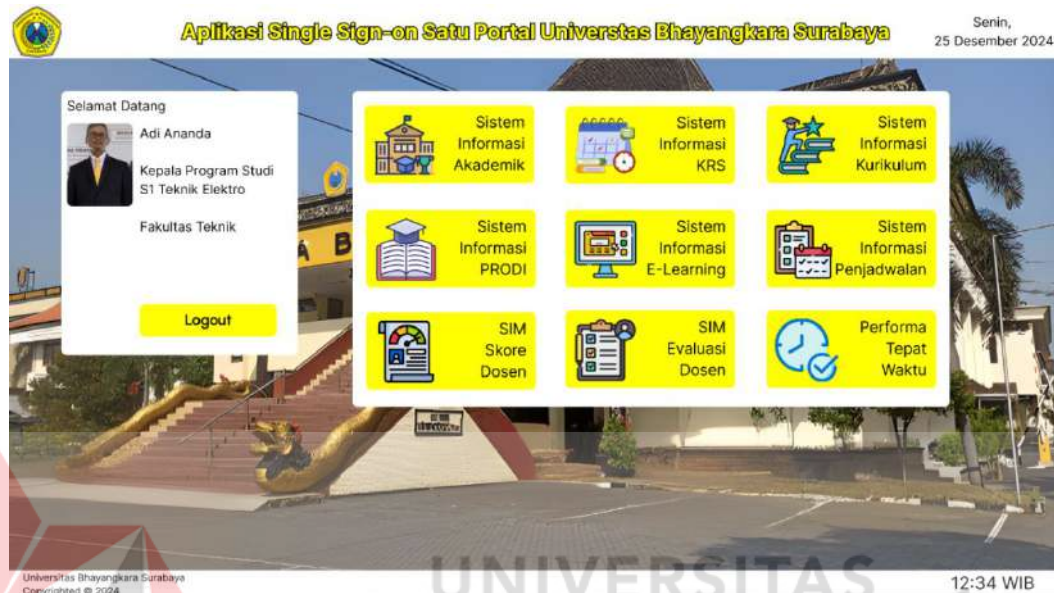 Aplikasi Single Sign-on Satu Portal Universtas Bhayangkara Surabaya
Senin,
25 Desember 2024
Selamat Datang
Adi Ananda
Kepala Program Studi
S1 Teknik Elektro
Fakultas Teknik
Logout
Sistem
Informasi
Akademik
Sistem
Informasi
KRS
Sistem
Informasi
Kurikulum
Sistem
Informasi
PRODI
Sistem
Informasi
E-Learning
Sistem
Informasi
Penjadwalan
SIM
Skore
Dosen
SIM
Evaluasi
Dosen
Performa
Tepat
Waktu
A B
UNIVERSITAS
Universitas Bhayangkara Surabaya
Copyrighted © 2024
12:34 WIB